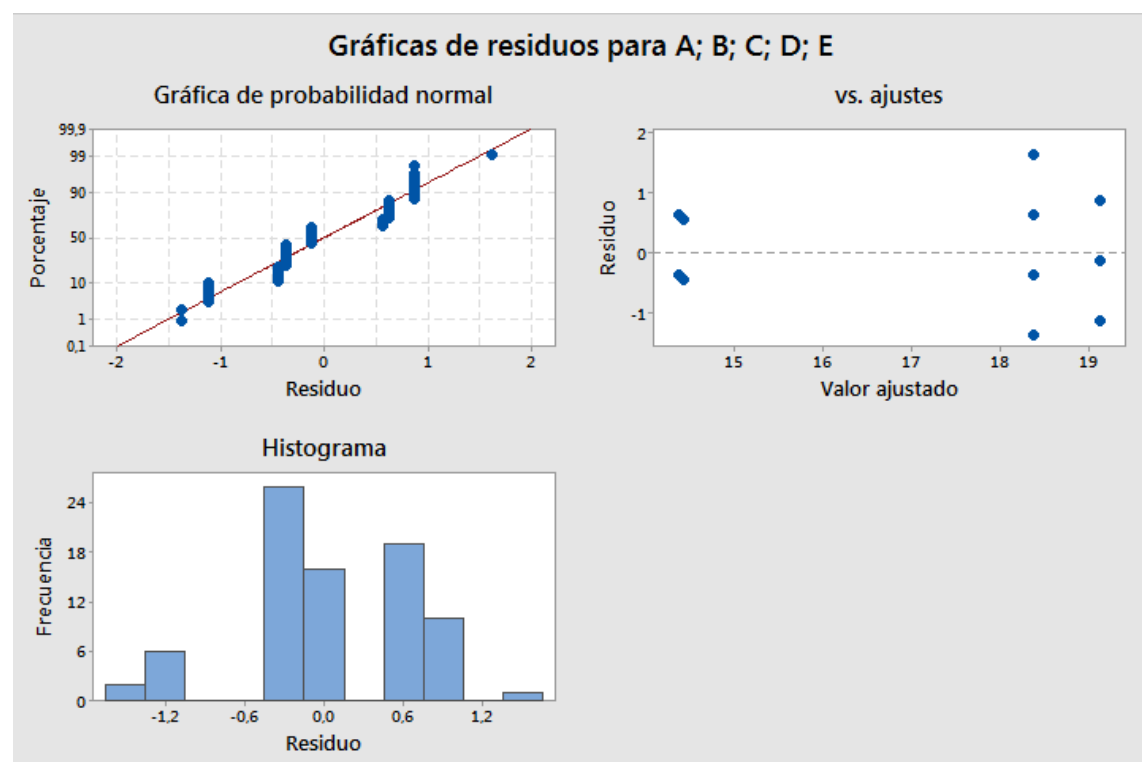 Gráficas de residuos para A; B; C; D; E
Gráfica de probabilidad normal
99,9
99
90
50
10
1
0,1
Porcentaje
-2 -1 0 1 2
Residuo
vs. ajustes
2
1
0
-1
Residuo
15 16 17 18 19
Valor ajustado
Histograma
24
18
12
6
0
Frecuencia
-1,2 -0,6 0,0 0,6 1,2
Residuo